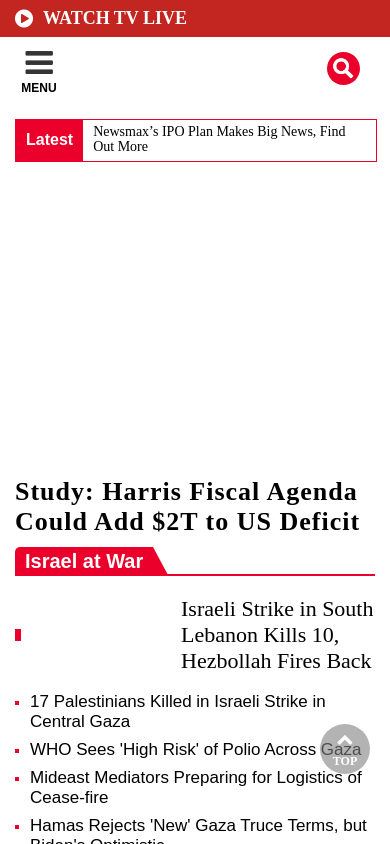 WATCH TV LIVE
MENU
Latest
Newsmax’s IPO Plan Makes Big News, Find
Out More
Study: Harris Fiscal Agenda
Could Add $2T to US Deficit
Israel at War
Israeli Strike in South
Lebanon Kills 10,
Hezbollah Fires Back
17 Palestinians Killed in Israeli Strike in
Central Gaza
WHO Sees 'High Risk' of Polio Across Gaza
TOP
Mideast Mediators Preparing for Logistics of
Cease-fire
Hamas Rejects 'New' Gaza Truce Terms, but
Biden's Optimistic